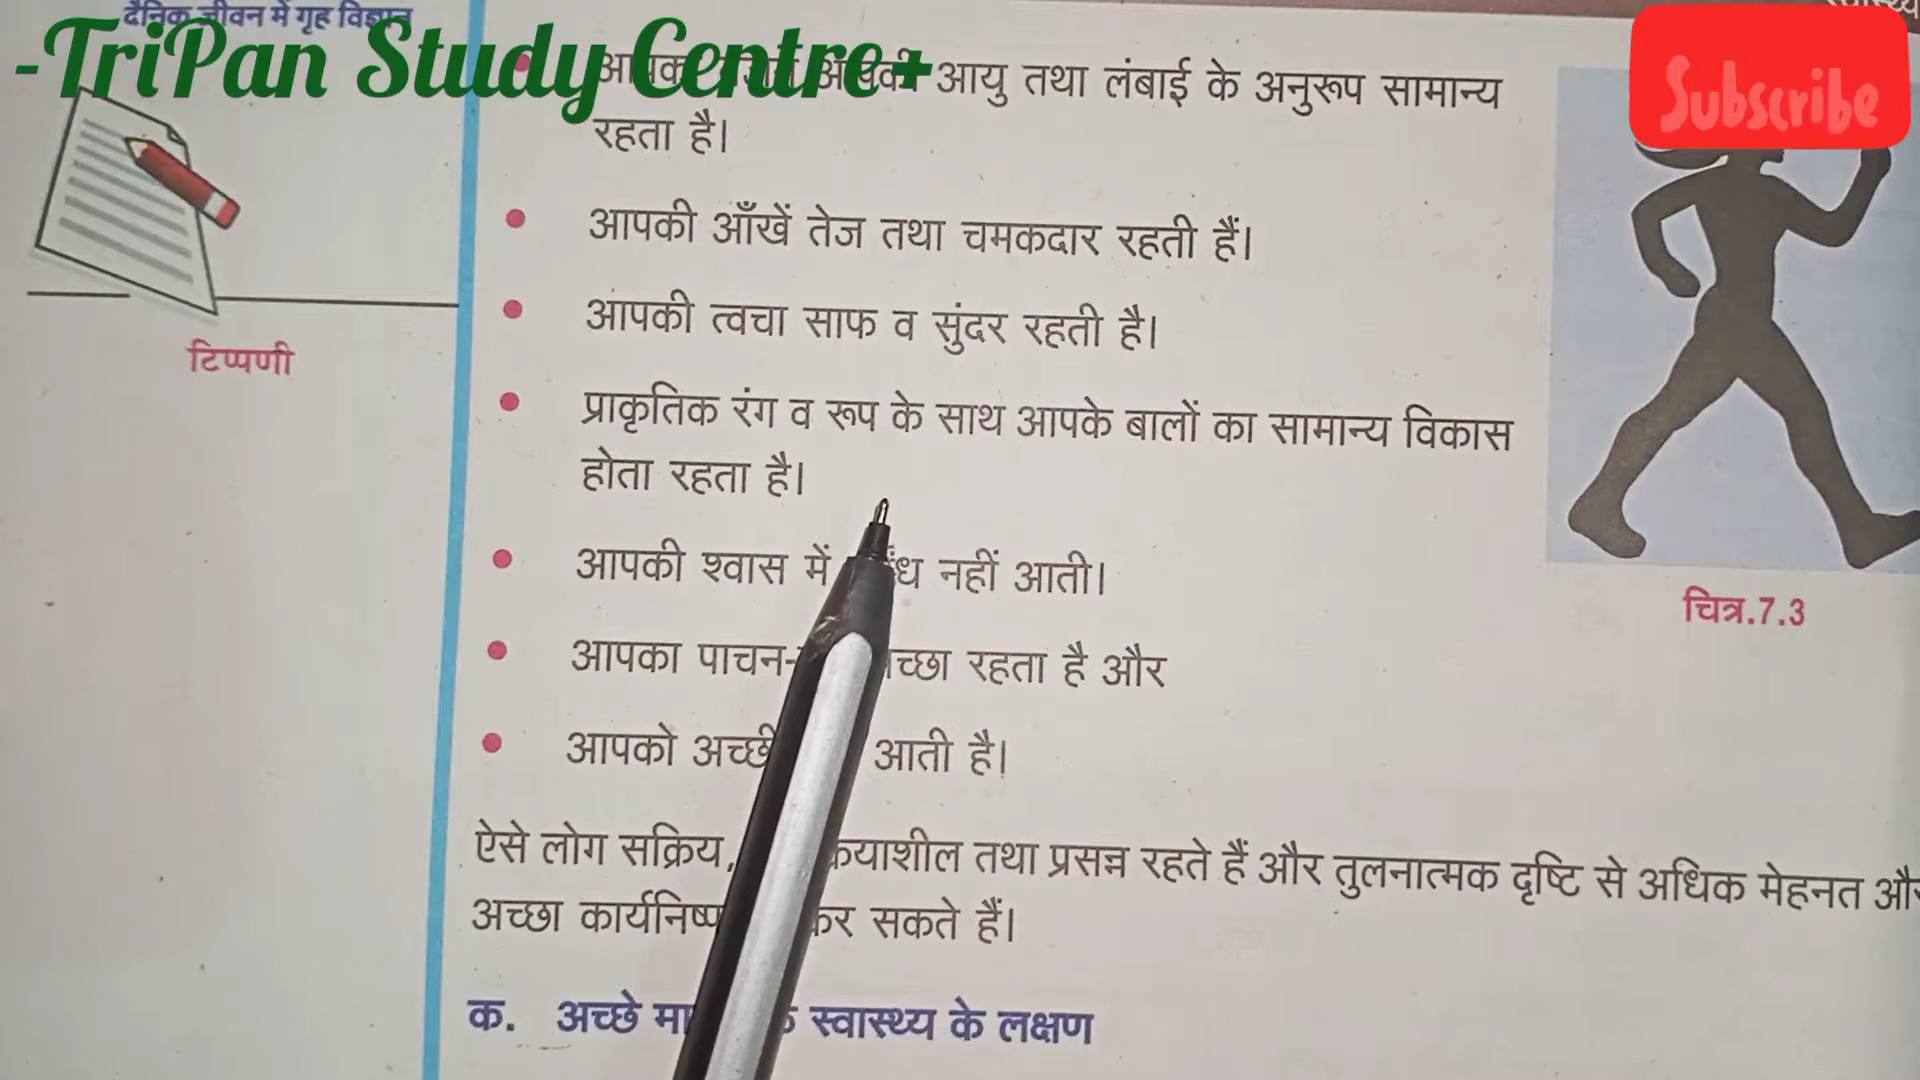 दैनिक जीवन में गृह विज्ञान
-TriPan Study Centre+
Subscribe
आयु तथा लंबाई के अनुरूप सामान्य
रहता है।
आपकी आँखें तेज तथा चमकदार रहती हैं।
आपकी त्वचा साफ व सुंदर रहती है।
टिप्पणी
प्राकृतिक रंग व रूप के साथ आपके बालों का सामान्य विकास
होता रहता है।
आपकी श्वास में नहीं आती।
चित्र.7.3
आपका पाचन- रहता है और
आपको अच्छी आती है।
ऐसे लोग सक्रिय, तथा प्रसन्न रहते हैं और तुलनात्मक दृष्टि से अधिक मेहनत
अच्छा कर सकते हैं।
क. अच्छे स्वास्थ्य के लक्षण